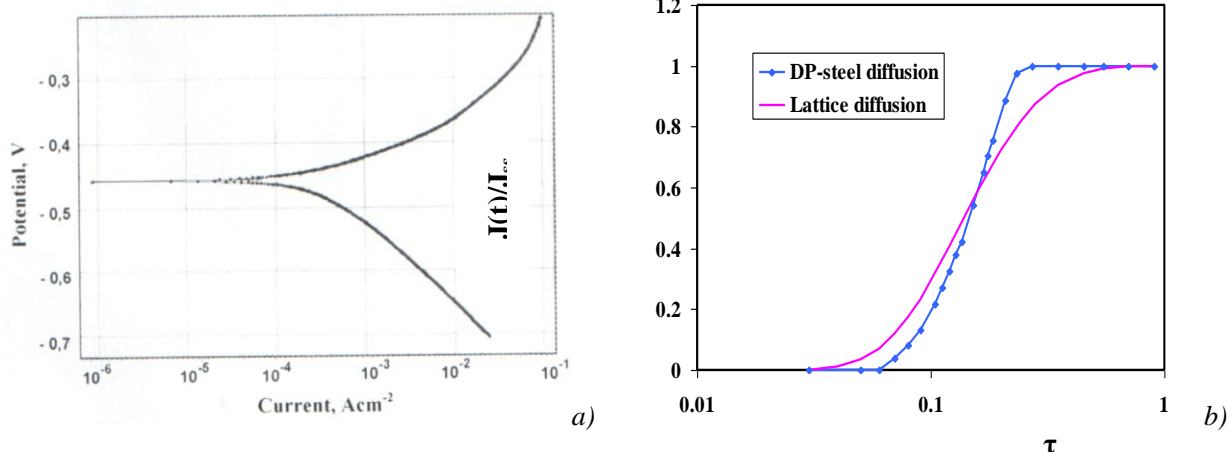 Potential, V
- 0,3
- 0,4
- 0,5
- 0,6
- 0,7
10-6
10-5
10-4
10-3
10-2
10-1
Current, Acm-2
a)
J(t)/Jss
1.2
1
0.8
0.6
0.4
0.2
0
DP-steel diffusion
Lattice diffusion
0.01
0.1
1
τ
b)